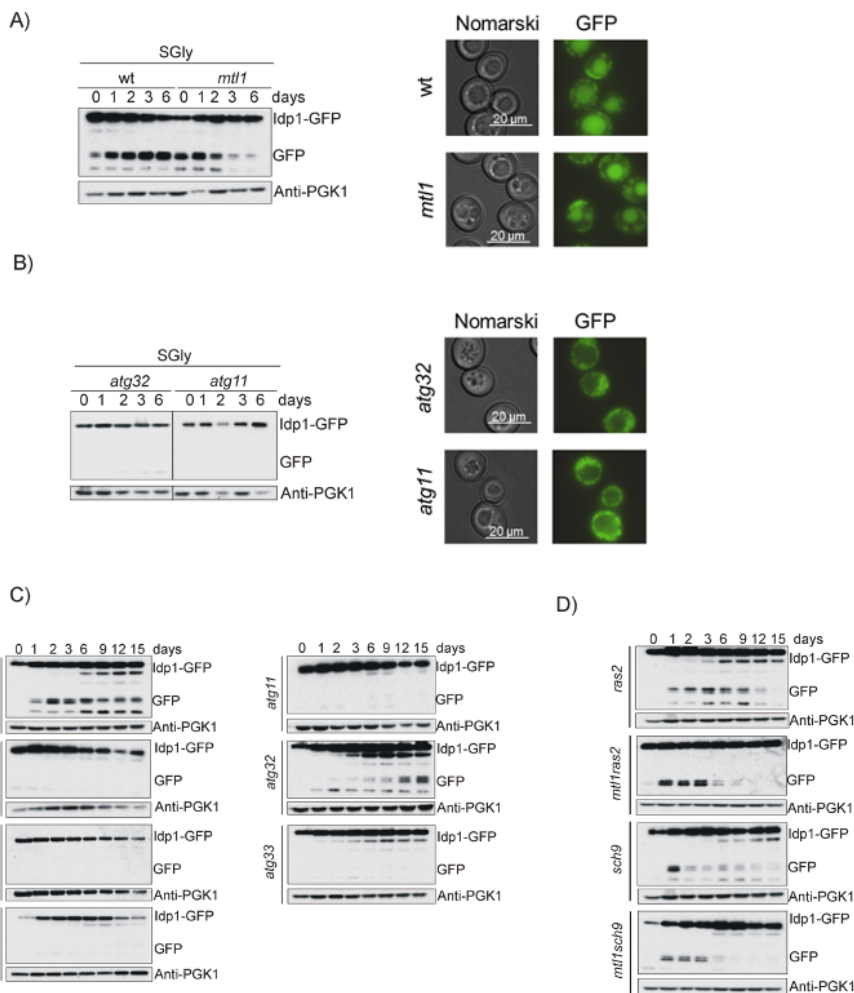 A)
SGly
wt mtl1
0 1 2 3 6 0 1 2 3 6 days
Idp1-GFP
GFP
Anti-PGK1
Nomarski GFP
wt
20 µm
mtl1
20 µm
B)
SGly
atg32 atg11
0 1 2 3 6 0 1 2 3 6 days
Idp1-GFP
GFP
Anti-PGK1
Nomarski GFP
atg32
atg11
20 µm
C)
0 1 2 3 6 9 12 15 days
Idp1-GFP
GFP
Anti-PGK1
Idp1-GFP
GFP
Anti-PGK1
Idp1-GFP
GFP
Anti-PGK1
Idp1-GFP
GFP
Anti-PGK1
0 1 2 3 6 9 12 15 days
atg11
Idp1-GFP
GFP
Anti-PGK1
atg32
Idp1-GFP
GFP
Anti-PGK1
atg33
Idp1-GFP
GFP
Anti-PGK1
D)
0 1 2 3 6 9 12 15 days
ras2
Idp1-GFP
GFP
Anti-PGK1
mtl1ras2
Idp1-GFP
GFP
Anti-PGK1
sch9
Idp1-GFP
GFP
Anti-PGK1
mtl1sch9
Idp1-GFP
GFP
Anti-PGK1